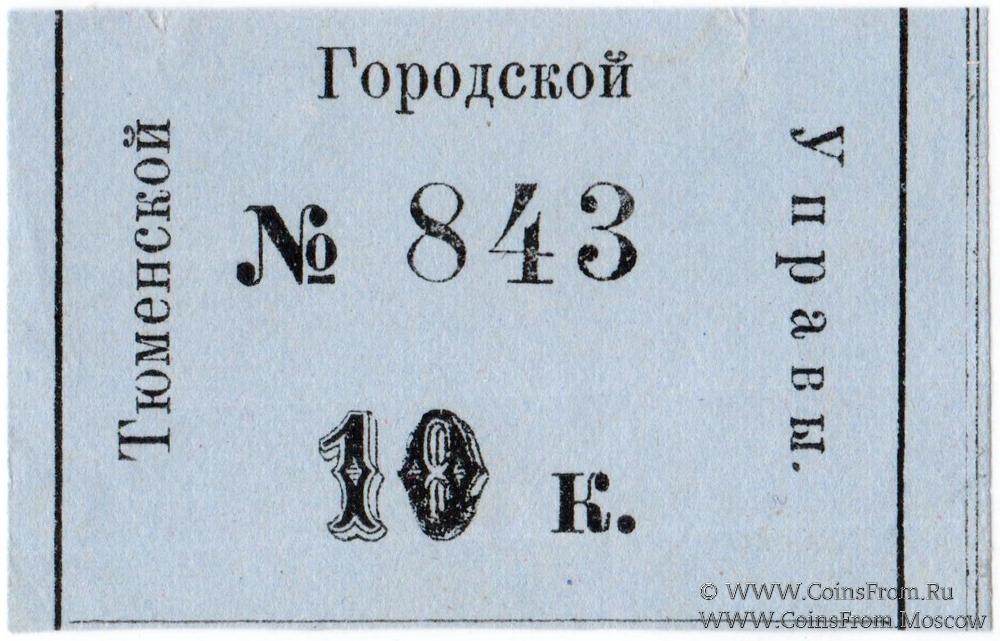 Тюменской
Городской
Управы.
№ 843
10 к.
© WWW.CoinsFrom.Ru
WWW.CoinsFrom.Moscow